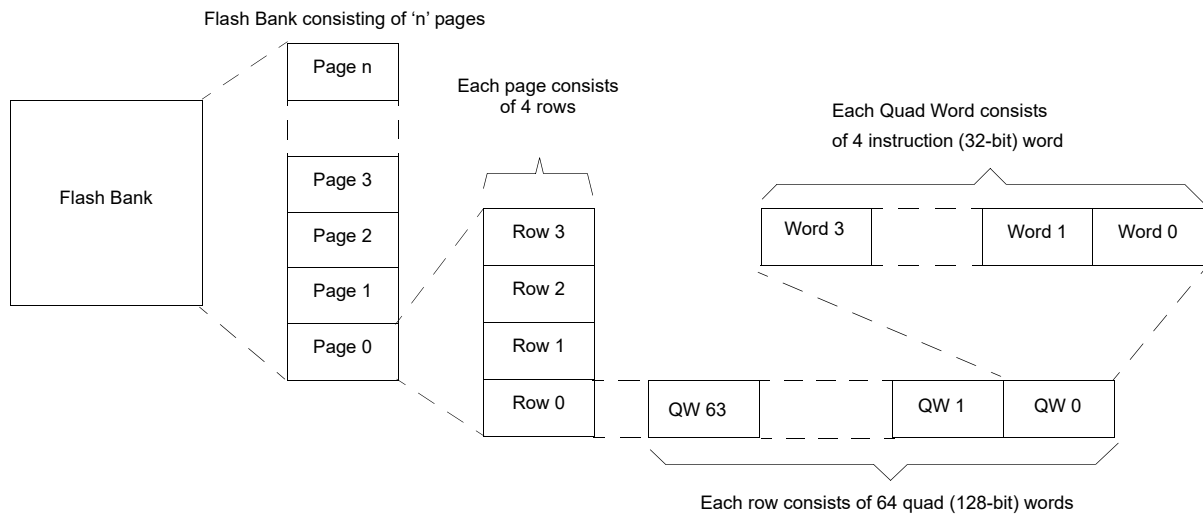 Flash Bank consisting of ‘n’ pages
Flash Bank
Page n
Page 3
Page 2
Page 1
Page 0
Each page consists
of 4 rows
Row 3
Row 2
Row 1
Row 0
Each Quad Word consists
of 4 instruction (32-bit) word
Word 3
Word 1
Word 0
QW 63
QW 1
QW 0
Each row consists of 64 quad (128-bit) words